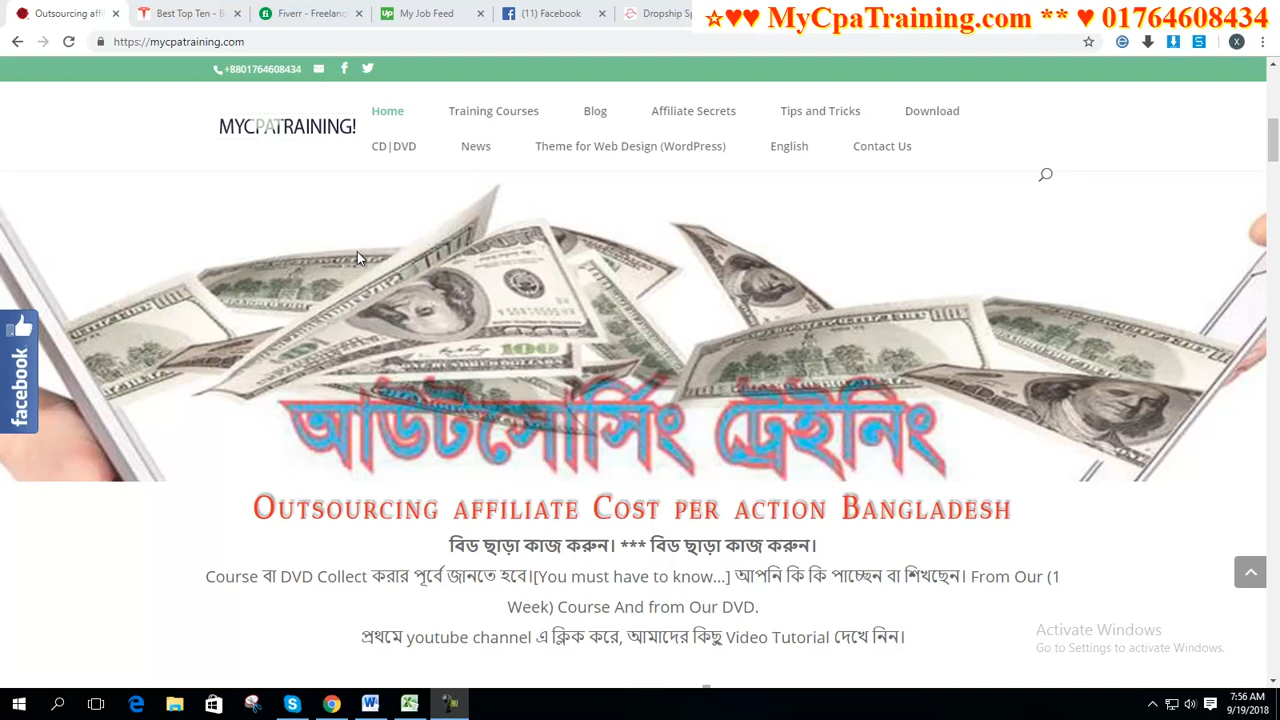 Outsourcing affi
Best Top Ten - B
Fiverr - Freelanc
My Job Feed
(11) Facebook
Dropship Sp
☆♥♥ MyCpaTraining.com ** ♥ 01764608434
https://mycpatraining.com
X
+8801764608434
MYCPATRAINING!
Home
Training Courses
Blog
Affiliate Secrets
Tips and Tricks
Download
CD|DVD
News
Theme for Web Design (WordPress)
English
Contact Us
facebook
100
আউটসোর্সিং ট্রেইনিং
Outsourcing affiliate Cost per action Bangladesh
বিড ছাড়া কাজ করুন। *** বিড ছাড়া কাজ করুন।
Course বা DVD Collect করার পূর্বে জানতে হবে।[You must have to know...] আপনি কি কি পাচ্ছেন বা শিখছেন। From Our (1
Week) Course And from Our DVD.
প্রথমে youtube channel এ ক্লিক করে, আমাদের কিছু Video Tutorial দেখে নিন।
Activate Windows
Go to Settings to activate Windows.
7:56 AM
9/19/2018